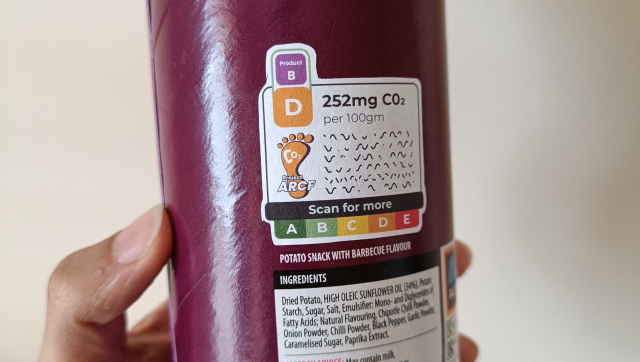 Product
B
D
252mg CO₂
per 100gm
CO₂
Project
ARCF
Scan for more
A B C D E
POTATO SNACK WITH BARBECUE FLAVOUR
INGREDIENTS
Dried Potato, HIGH OLEIC SUNFLOWER OIL (34%), Potato
Starch, Sugar, Salt, Emulsifier: Mono- and Diglycerides of
Fatty Acids; Natural Flavouring, Chipotle Chilli Powder,
Onion Powder, Chilli Powder, Black Pepper, Garlic Powder,
Caramelised Sugar, Paprika Extract.
May contain milk.